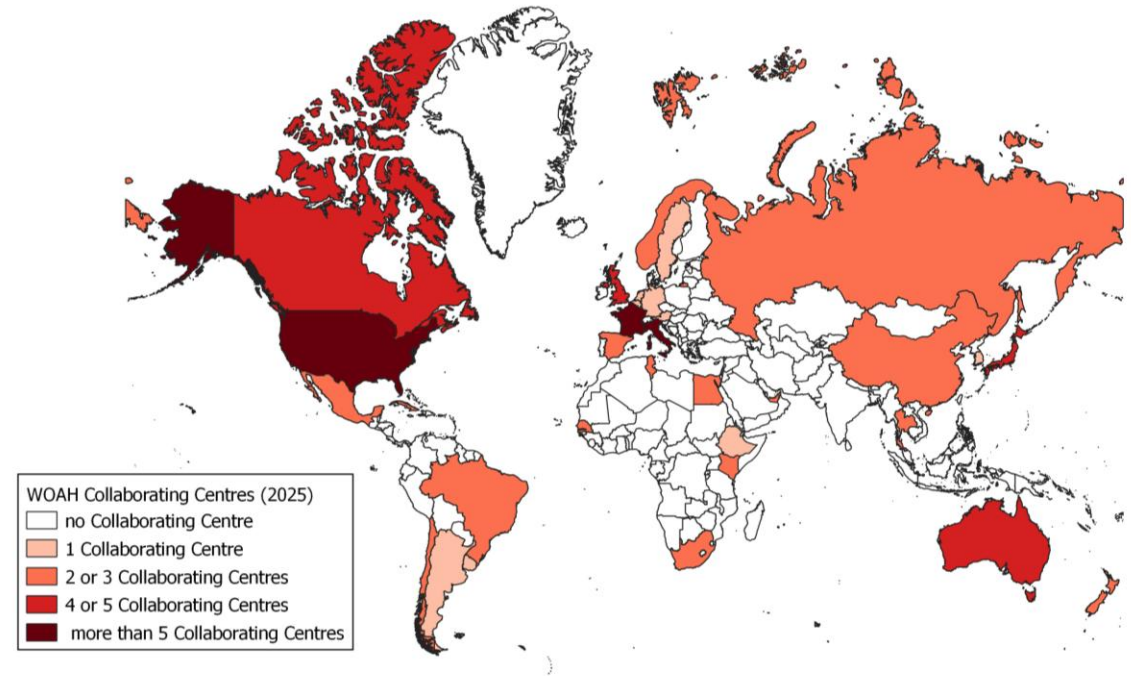 WOAH Collaborating Centres (2025)
no Collaborating Centre
1 Collaborating Centre
2 or 3 Collaborating Centres
4 or 5 Collaborating Centres
more than 5 Collaborating Centres